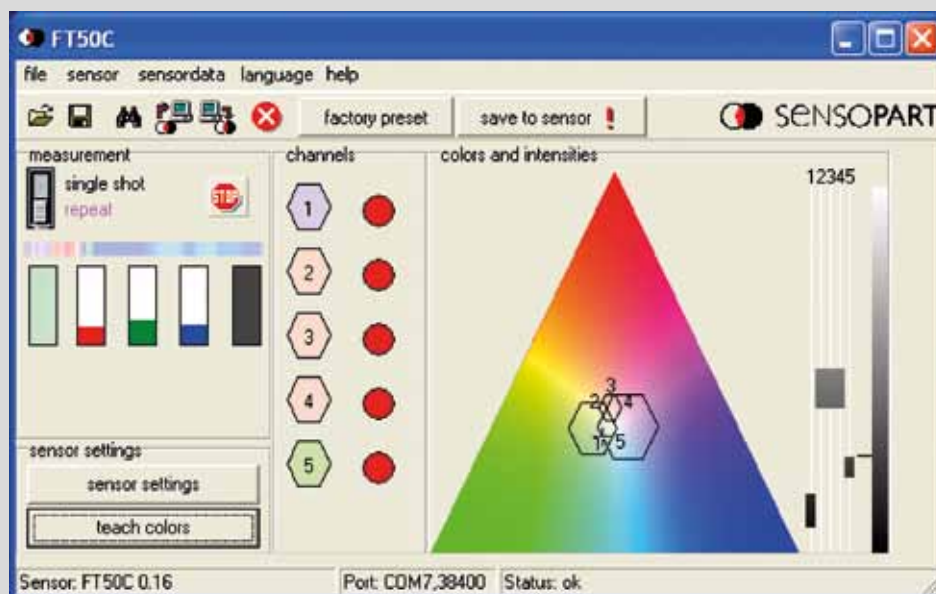 FT50C
file sensor sensordata language help
factory preset save to sensor ! SENSOPART
measurement
single shot
repeat
STOP
channels
1
2
3
4
5
colors and intensities
12345
3
2 4
1 5
sensor settings
sensor settings
teach colors
Sensor: FT50C 0.16 Port: COM7,38400 Status: ok